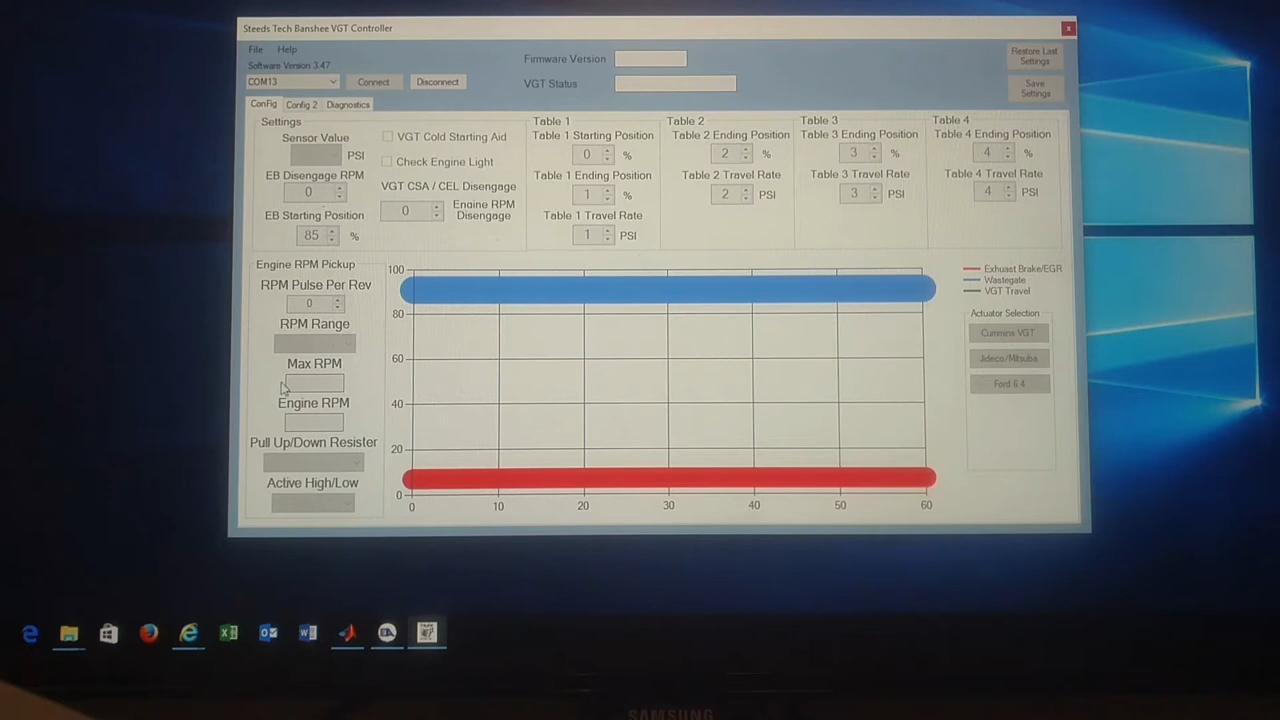 Steeds Tech Banshee VGT Controller
x
File Help
Software Version 3.47
COM13 Connect Disconnect
Firmware Version
VGT Status
Restore Last Settings
Save Settings
Config Config 2 Diagnostics
Settings
Sensor Value
PSI
EB Disengage RPM
0
EB Starting Position
85 %
VGT Cold Starting Aid
Check Engine Light
VGT CSA / CEL Disengage
0 Engine RPM Disengage
Table 1
Table 1 Starting Position
0 %
Table 1 Ending Position
1 %
Table 1 Travel Rate
1 PSI
Table 2
Table 2 Ending Position
2 %
Table 2 Travel Rate
2 PSI
Table 3
Table 3 Ending Position
3 %
Table 3 Travel Rate
3 PSI
Table 4
Table 4 Ending Position
4 %
Table 4 Travel Rate
4 PSI
Engine RPM Pickup
RPM Pulse Per Rev
0
RPM Range
Max RPM
Engine RPM
Pull Up/Down Resister
Active High/Low
100
80
60
40
20
0
0 10 20 30 40 50 60
Exhuast Brake/EGR
Wastegate
VGT Travel
Actuator Selection
Cummins VGT
Jideco/Mitsuba
Ford 6.4
SAMSUNG